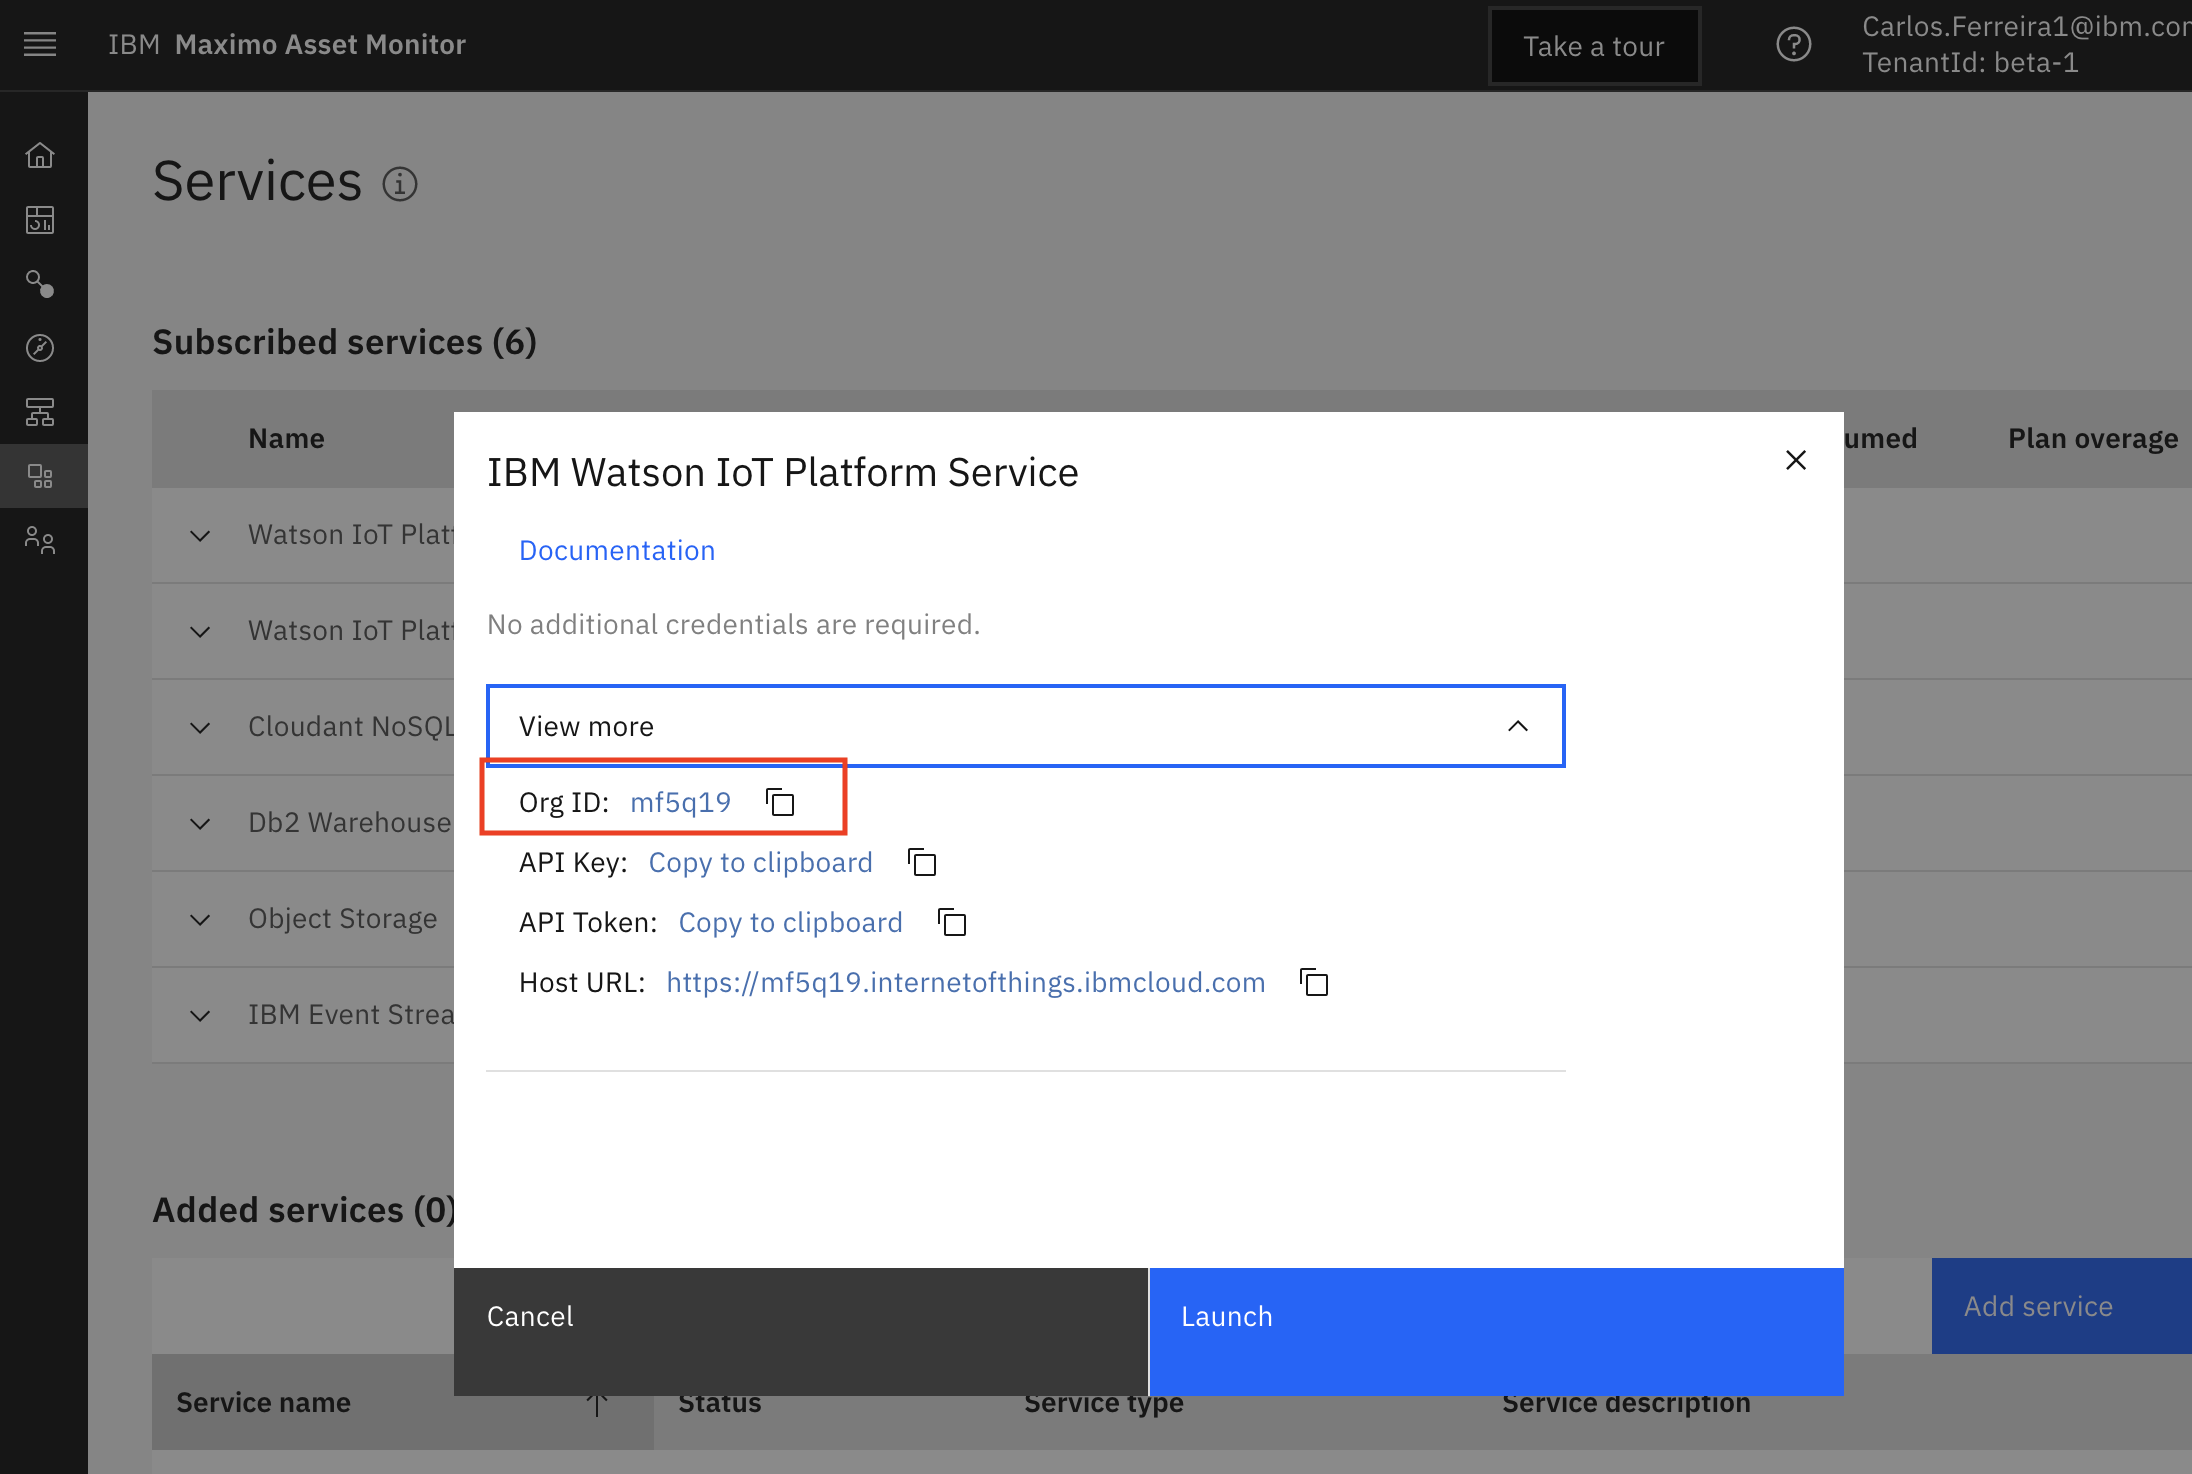 IBM Maximo Asset Monitor
Take a tour
Carlos.Ferreira1@ibm.co
TenantId: beta-1
Services
Subscribed services (6)
Name
umed
Plan overage
Watson IoT Plat
Watson IoT Plat
Cloudant NoSQL
Db2 Warehouse
Object Storage
IBM Event Strea
IBM Watson IoT Platform Service
Documentation
No additional credentials are required.
View more
Org ID: mf5q19
API Key: Copy to clipboard
API Token: Copy to clipboard
Host URL: https://mf5q19.internetofthings.ibmcloud.com
Cancel
Launch
Added services (0)
Add service
Service name
Status
Service type
Service description